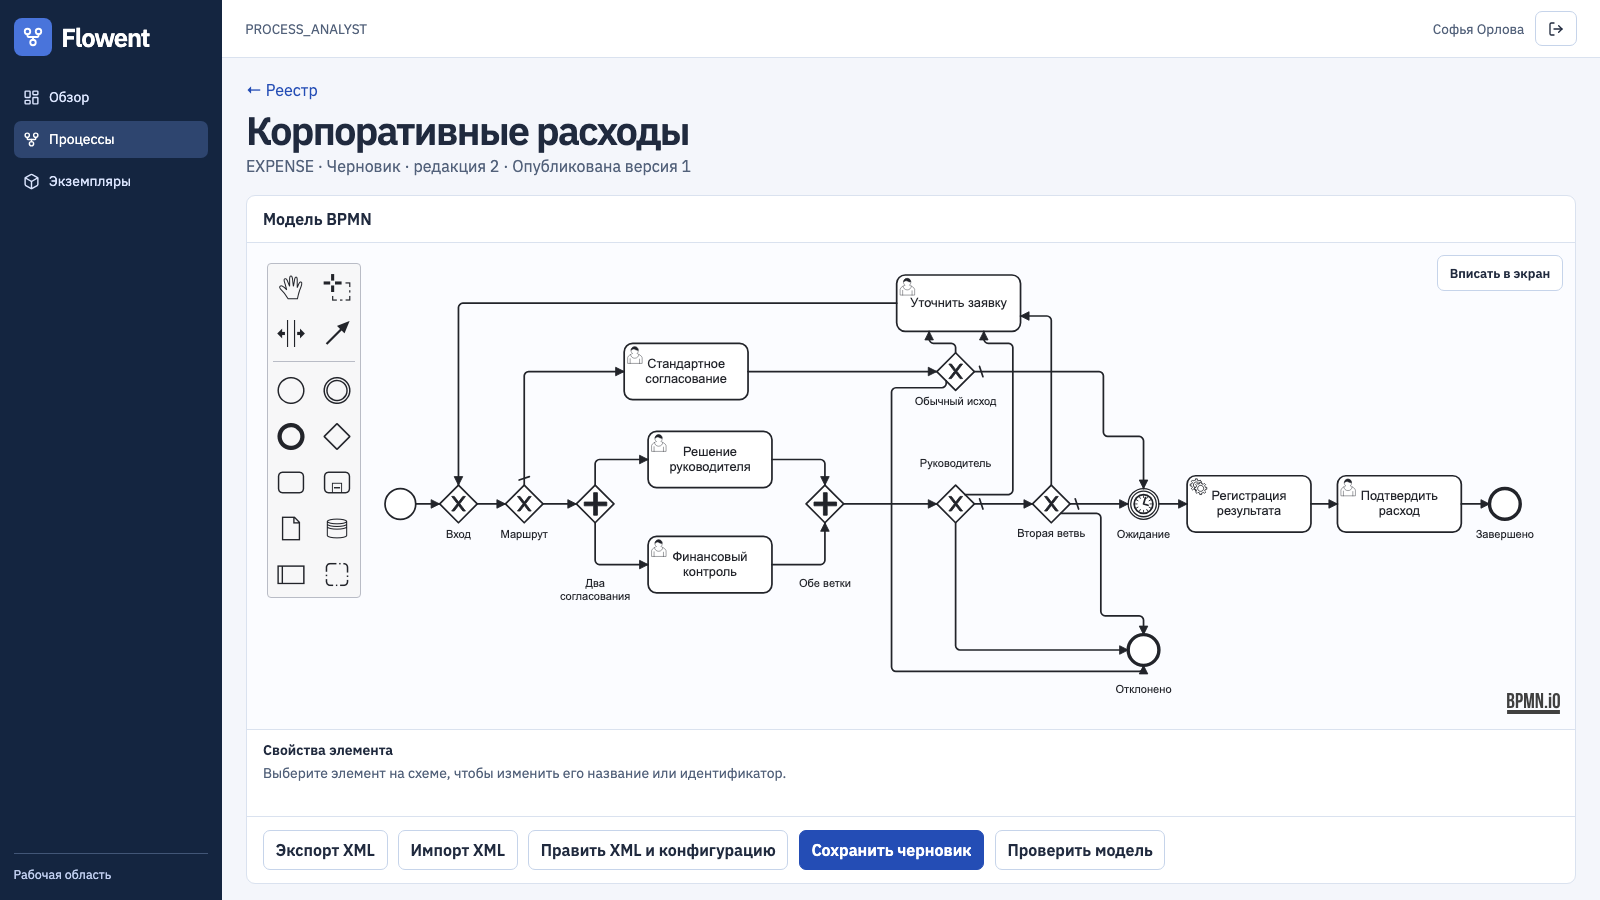 Flowent
PROCESS_ANALYST
Софья Орлова
Обзор
Процессы
Экземпляры
← Реестр
Корпоративные расходы
EXPENSE · Черновик · редакция 2 · Опубликована версия 1
Модель BPMN
Вписать в экран
Уточнить заявку
Стандартное
согласование
Обычный исход
Решение
руководителя
Руководитель
Регистрация
результата
Подтвердить
расход
Вход
Маршрут
Вторая ветвь
Ожидание
Завершено
Финансовый
контроль
Два
согласования
Обе ветки
Отклонено
BPMN.iO
Свойства элемента
Выберите элемент на схеме, чтобы изменить его название или идентификатор.
Экспорт XML
Импорт XML
Править XML и конфигурацию
Сохранить черновик
Проверить модель
Рабочая область